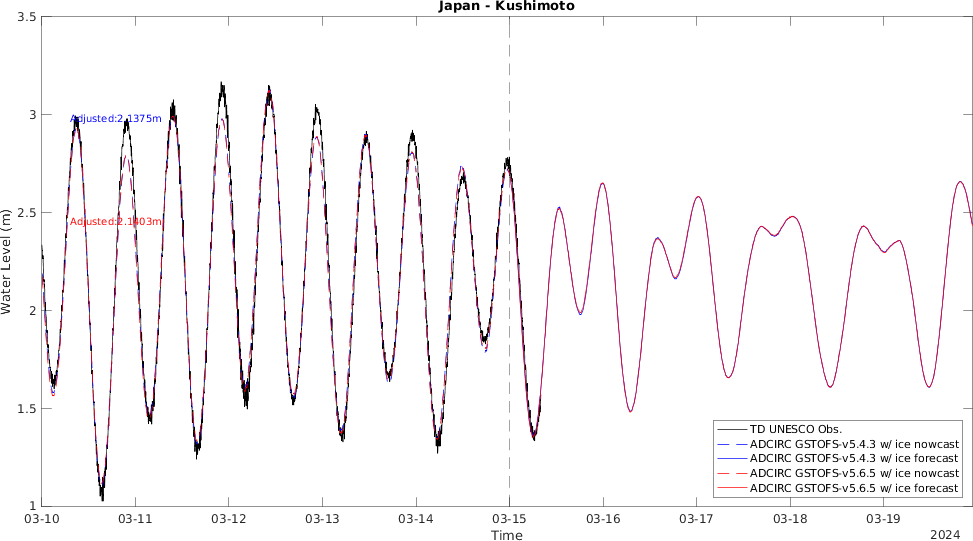 Japan - Kushimoto
3.5
3
2.5
2
1.5
1
Water Level (m)
Adjusted:2.1375m
Adjusted:2.1403m
TD UNESCO Obs.
ADCIRC GSTOFS-v5.4.3 w/ ice nowcast
ADCIRC GSTOFS-v5.4.3 w/ ice forecast
ADCIRC GSTOFS-v5.6.5 w/ ice nowcast
ADCIRC GSTOFS-v5.6.5 w/ ice forecast
03-10 03-11 03-12 03-13 03-14 03-15 03-16 03-17 03-18 03-19
Time
2024